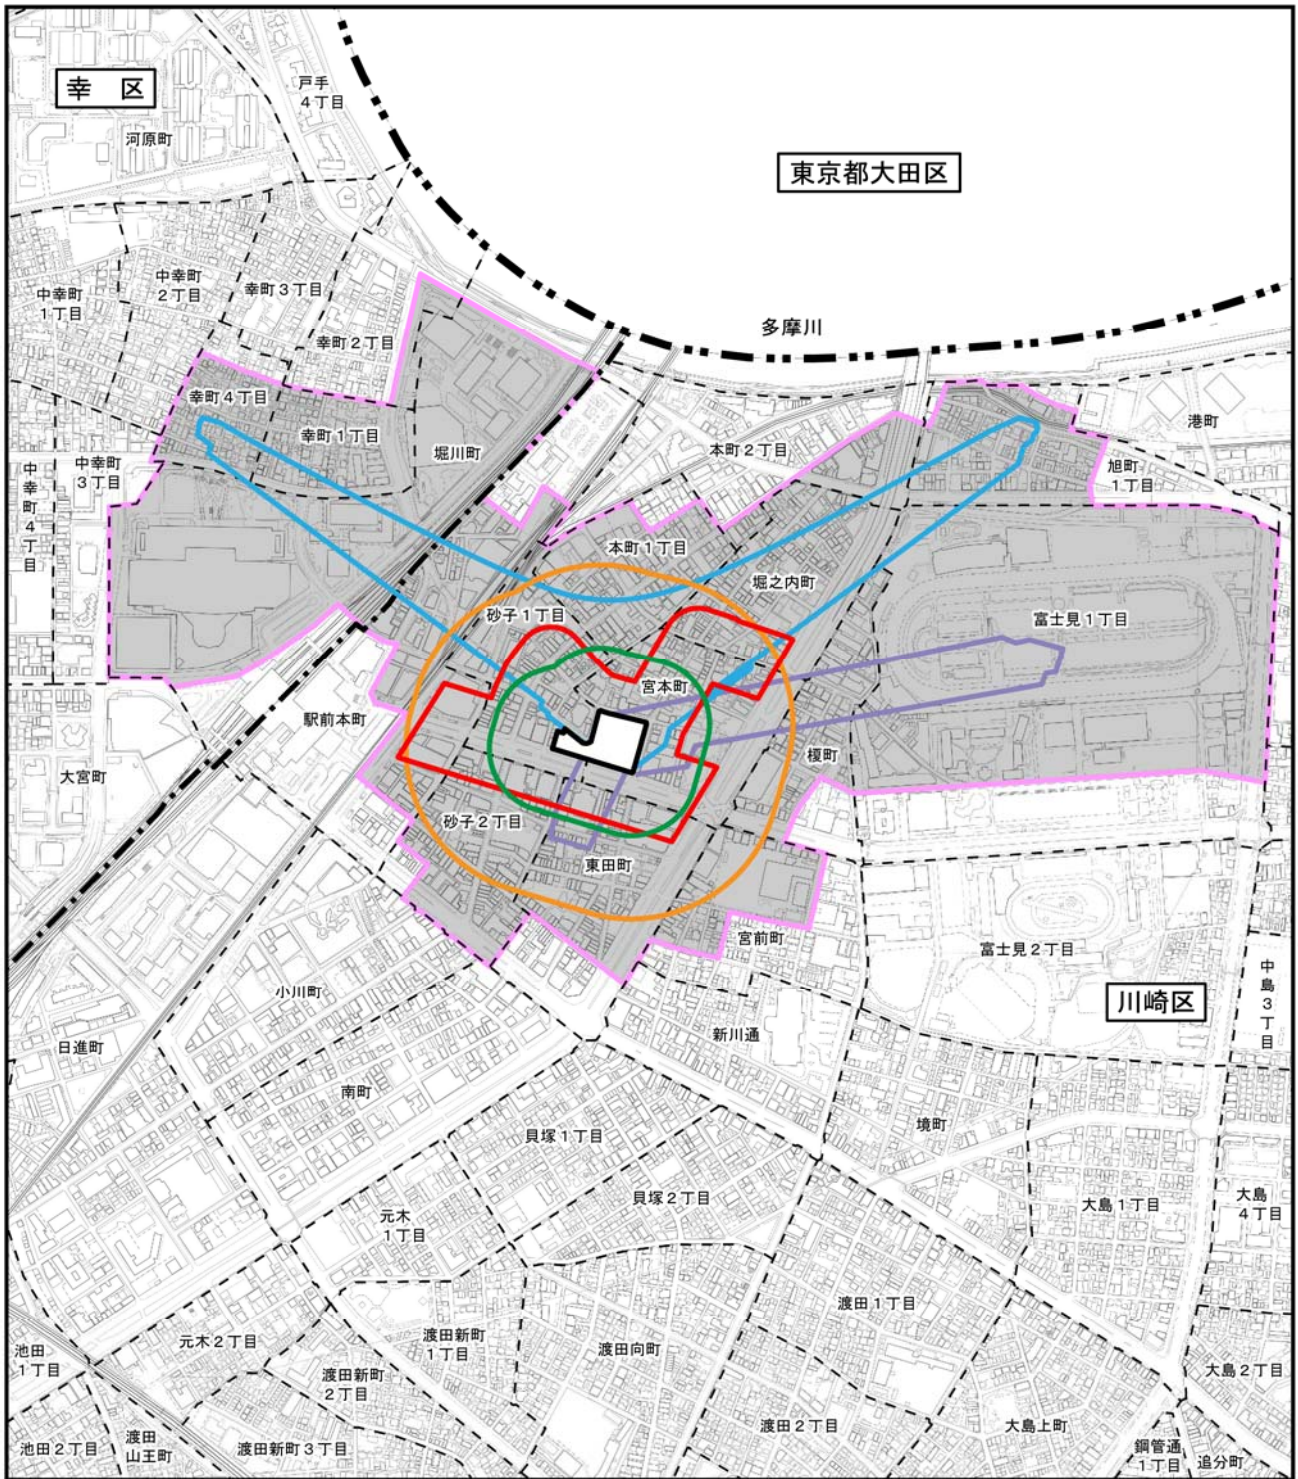 幸 区
戸手
4丁目
河原町
東京都大田区
中幸町
1丁目
中幸町
2丁目
幸町3丁目
幸町2丁目
多摩川
幸町4丁目
幸町1丁目
堀川町
本町2丁目
港町
旭町
1丁目
中幸町
3丁目
中幸町4丁目
本町1丁目
堀之内町
砂子1丁目
富士見1丁目
宮本町
駅前本町
榎町
大宮町
砂子2丁目
東田町
宮前町
富士見2丁目
小川町
川崎区
中島3丁目
日進町
新川通
南町
境町
貝塚1丁目
貝塚2丁目
大島1丁目
大島
4丁目
元木
1丁目
渡田1丁目
元木2丁目
渡田新町
1丁目
渡田向町
池田
1丁目
渡田新町
2丁目
大島2丁目
池田2丁目
渡田
山王町
渡田新町3丁目
渡田2丁目
大島上町
鋼管通
1丁目
追分町